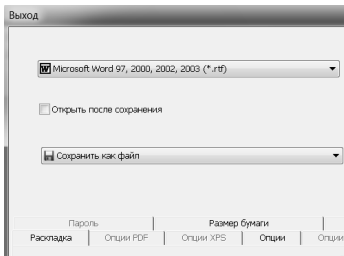 Выход
Microsoft Word 97, 2000, 2002, 2003 (*.rtf)
Открыть после сохранения
Сохранить как файл
Пароль Размер бумаги
Раскладка Опции PDF Опции XPS Опции Опции